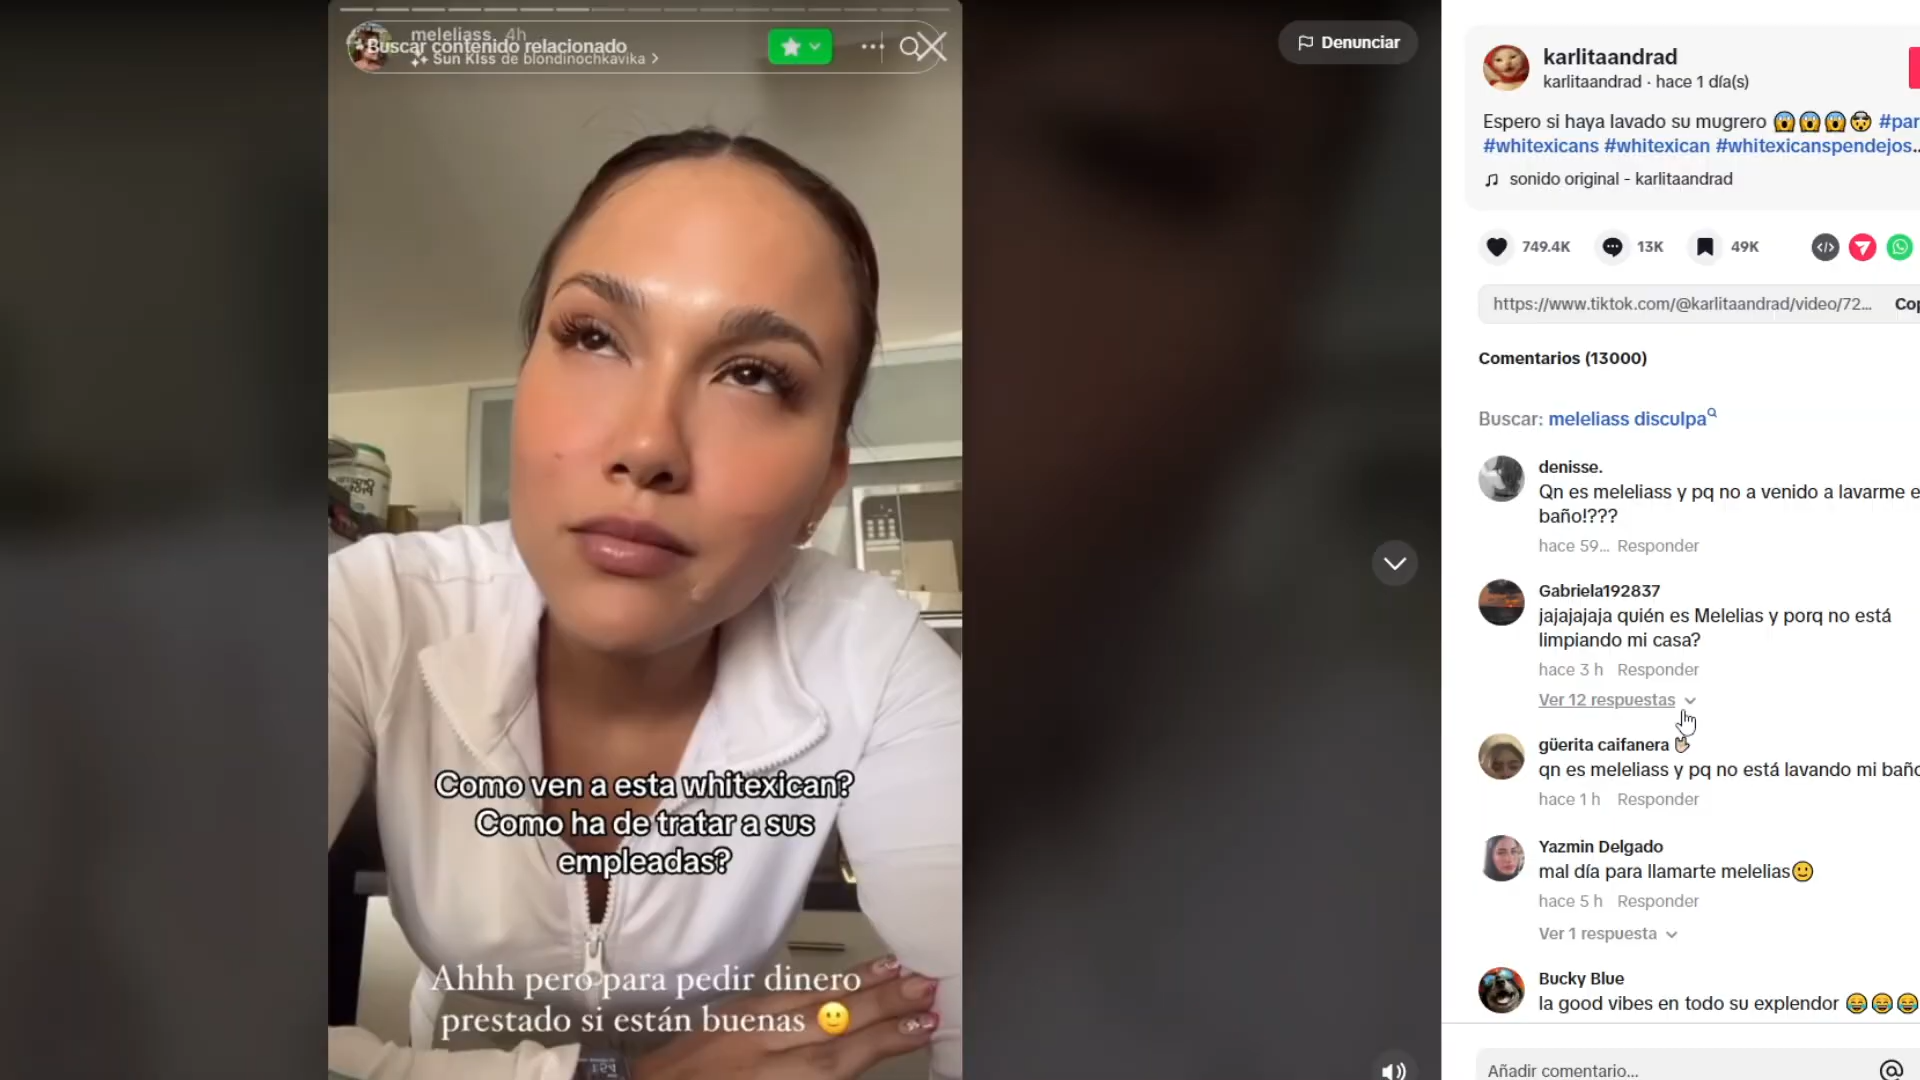 meleliass 4h
Buscar contenido relacionado
Sun Kiss de blondinochkavika >
Como ven a esta whitexican?
Como ha de tratar a sus
empleadas?
Ahhh pero para pedir dinero
prestado si están buenas 🙂
Denunciar
karlitaandrad
karlitaandrad · hace 1 día(s)
Espero si haya lavado su mugrero 😱😱😱🤯 #par
#whitexicans #whitexican #whitexicanspendejos...
sonido original - karlitaandrad
749.4K 13K 49K
https://www.tiktok.com/@karlitaandrad/video/72... Cop
Comentarios (13000)
Buscar: meleliass disculpa
denisse.
Qn es meleliass y pq no a venido a lavarme e
baño!???
hace 59... Responder
Gabriela192837
jajajajaja quién es Melelias y porq no está
limpiando mi casa?
hace 3 h Responder
Ver 12 respuestas
güerita caifanera
qn es meleliass y pq no está lavando mi baño
hace 1 h Responder
Yazmin Delgado
mal día para llamarte melelias🙂
hace 5 h Responder
Ver 1 respuesta
Bucky Blue
la good vibes en todo su explendor 😂😂😂
Añadir comentario...